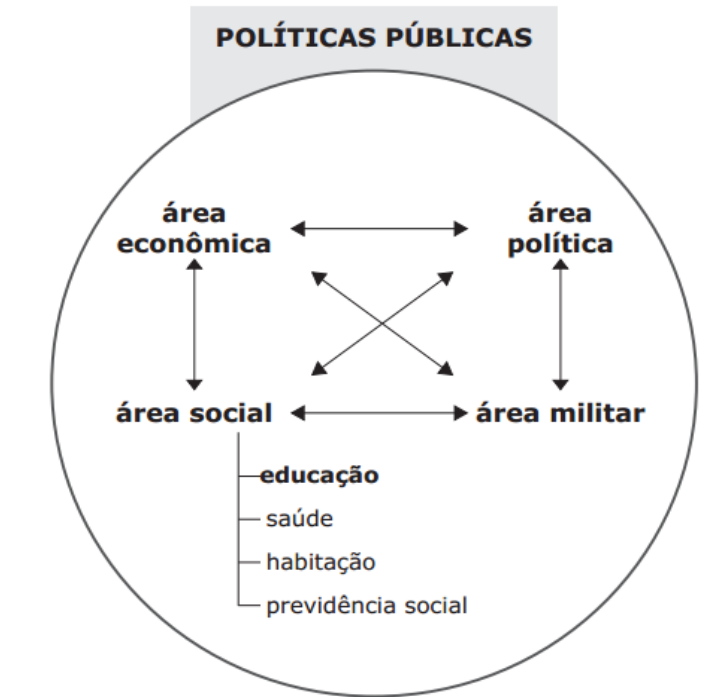 POLÍTICAS PÚBLICAS
área
econômica
área
política
área social
área militar
educação
saúde
habitação
previdência social